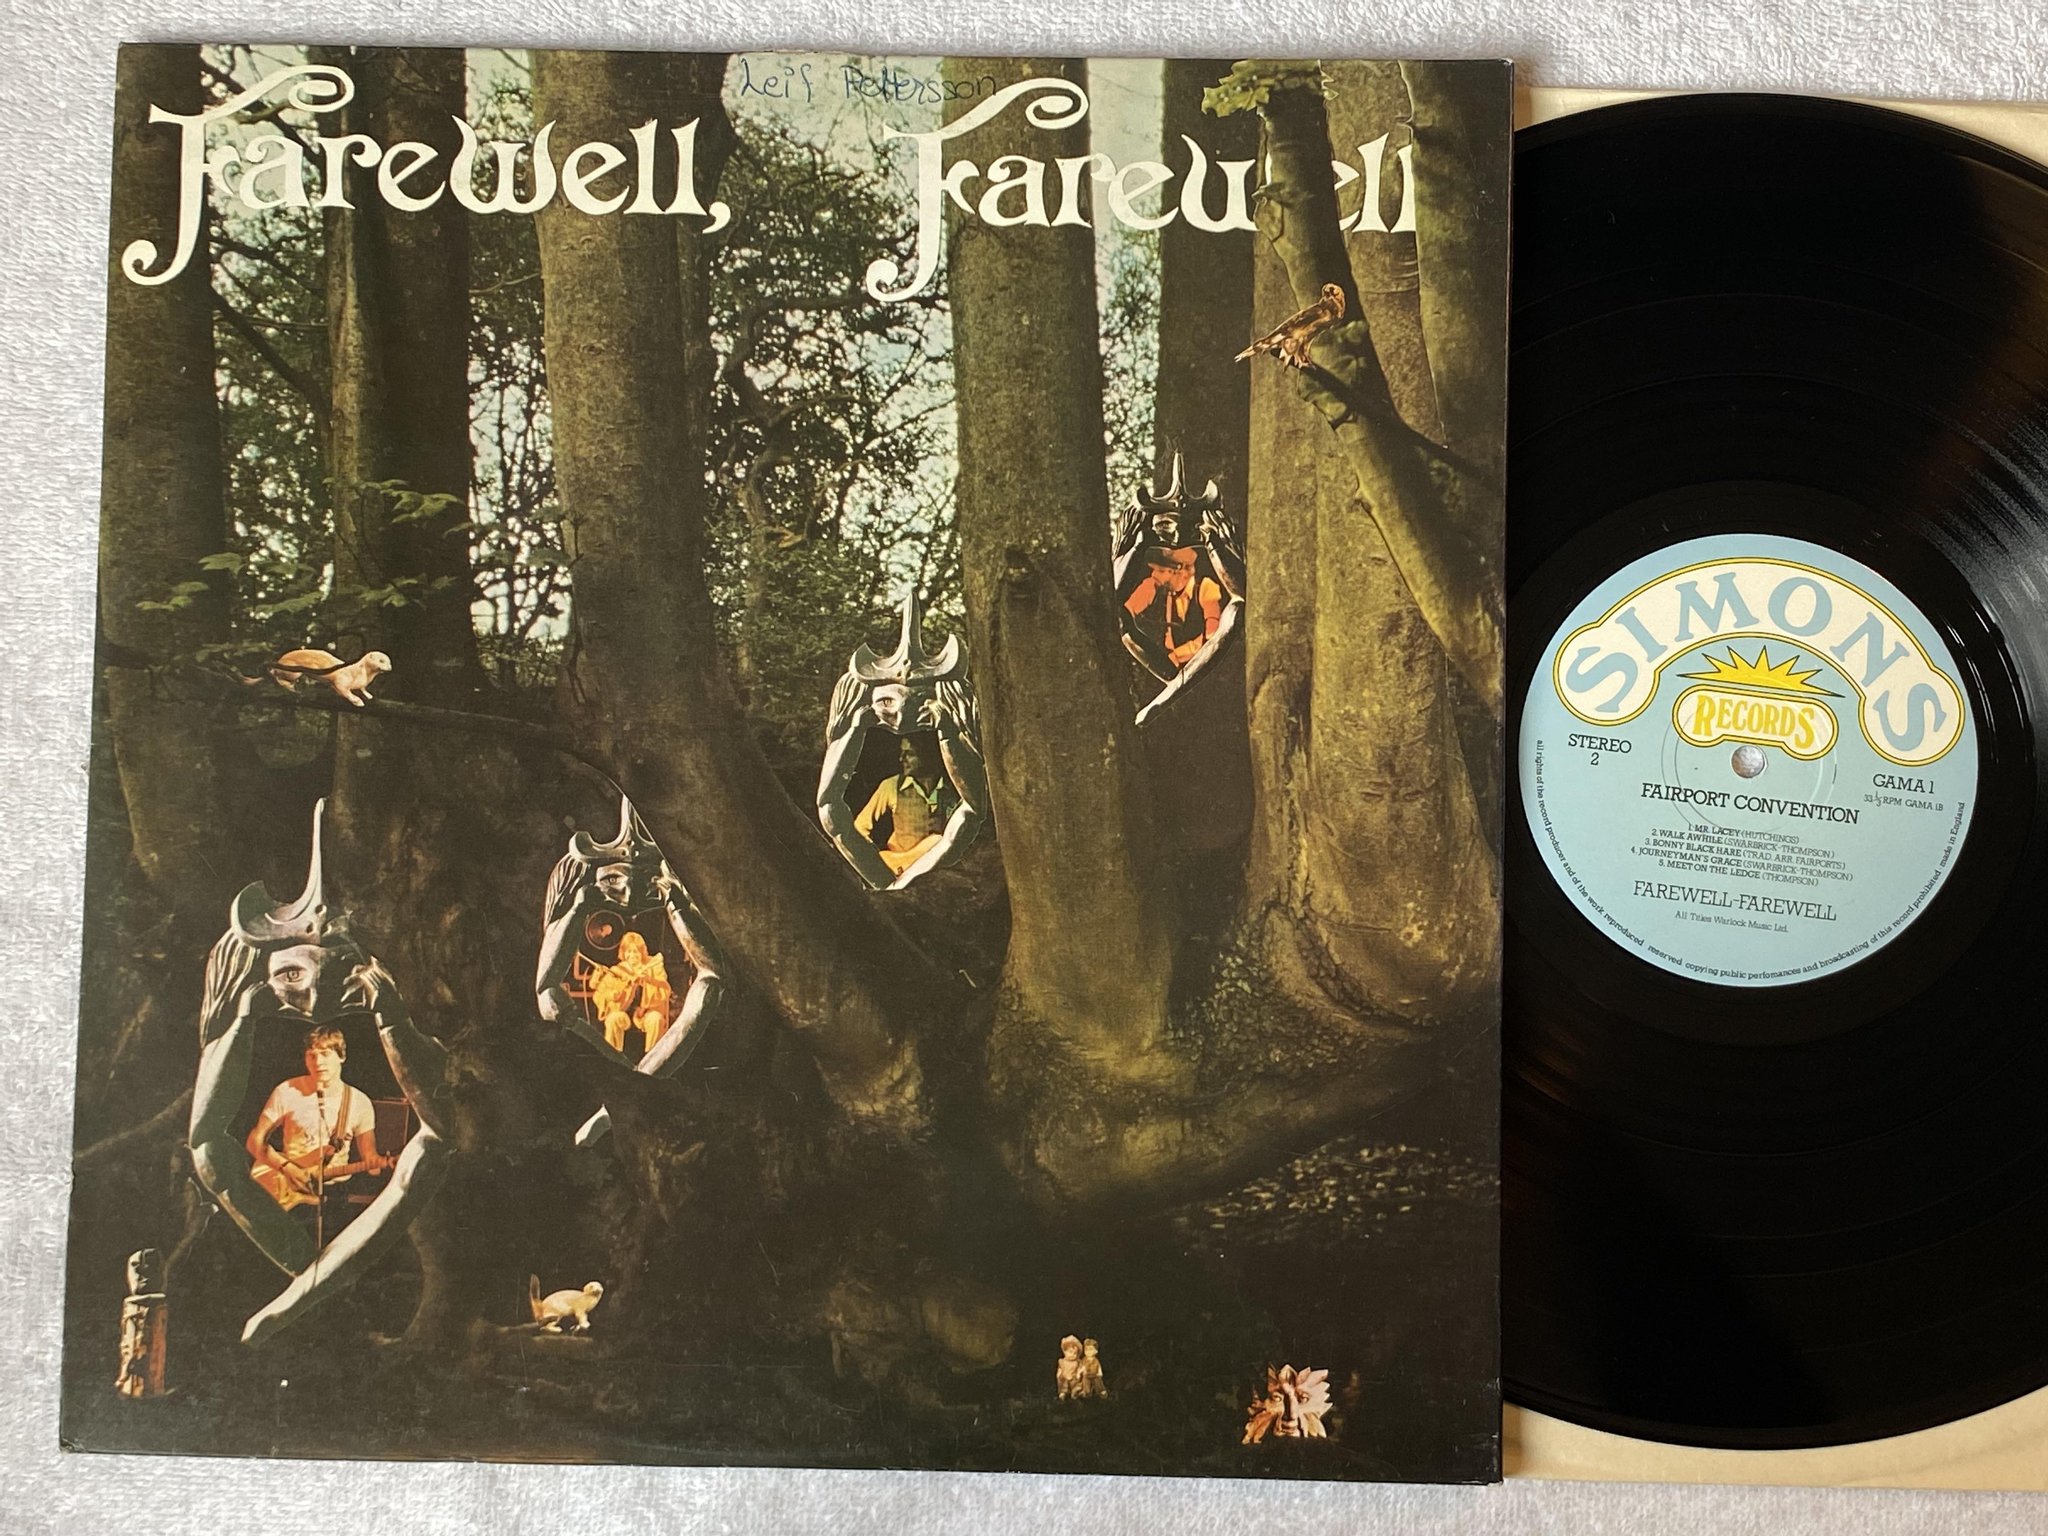 Leif Pettersson
Farewell, Farewell
SIMONS
RECORDS
STEREO
2
GAMA 1
33⅓ RPM GAMA 1B
FAIRPORT CONVENTION
1. MR. LACEY (HUTCHINGS)
2. WALK AWHILE (SWARBRICK-THOMPSON)
3. BONNY BLACK HARE (TRAD. ARR. FAIRPORTS)
4. JOURNEYMAN'S GRACE (SWARBRICK-THOMPSON)
5. MEET ON THE LEDGE (THOMPSON)
FAREWELL-FAREWELL
All Titles Warlock Music Ltd.
all rights of the record producer and of the work reproduced reserved copying public perfomances and broadcasting of this record prohibited made in England